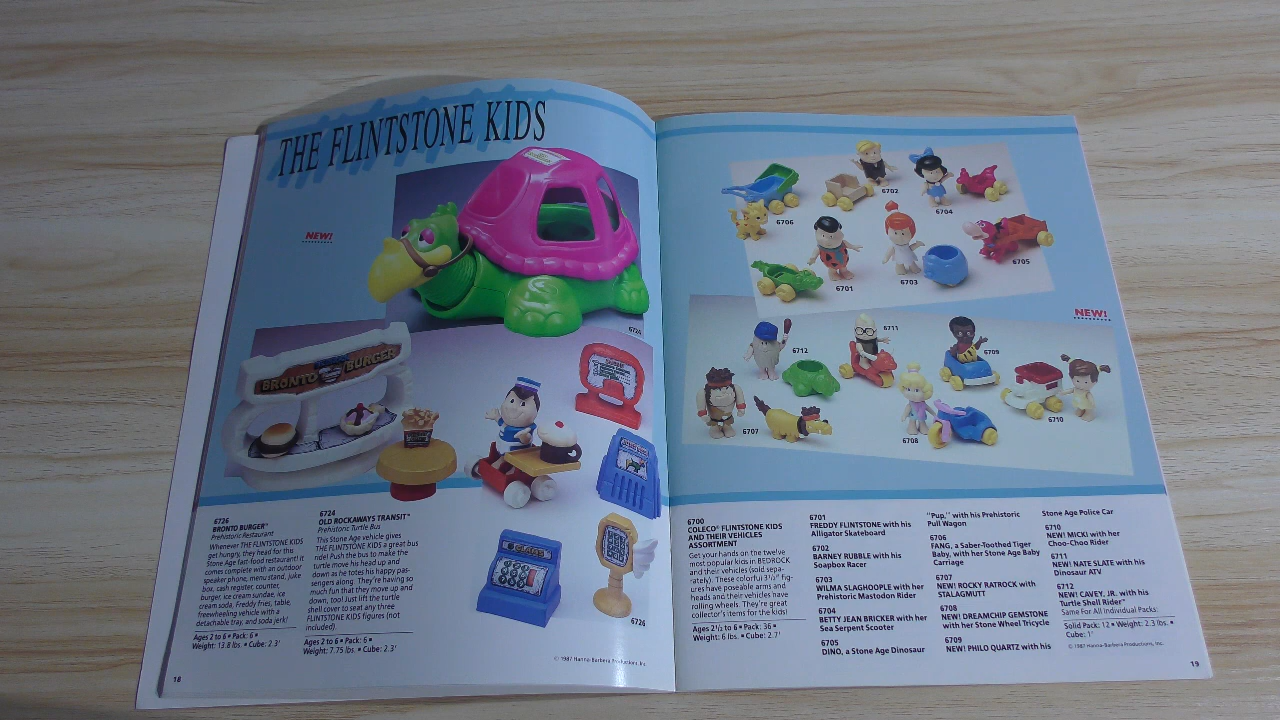 THE FLINTSTONE KIDS
NEW!
6724
BRONTO BURGER
6726
6726
BRONTO BURGER™
Prehistoric Restaurant
Whenever THE FLINTSTONE KIDS
get hungry, they head for the
Stone Age fast-food restaurant! It
comes complete with an outdoor
speaker phone, menu stand, juke
box, cash register, counter,
burger, ice cream sundae, ice
cream soda, Freddy fries, table,
freewheeling vehicle with a
detachable tray, and soda jerk!
Ages 2 to 6 • Pack: 6 •
Weight: 13.8 lbs. • Cube: 2.3'
6724
OLD ROCKAWAYS TRANSIT™
Prehistoric Turtle Bus
This Stone Age vehicle gives
THE FLINTSTONE KIDS a great bus
ride! Push the bus to make the
turtle move his head up and
down as he totes his happy pas-
sengers along. They're having so
much fun that they move up and
down, too! Just lift the turtle
shell cover to seat any three
FLINTSTONE KIDS figures (not
included).
Ages 2 to 6 • Pack: 6 •
Weight: 7.75 lbs. • Cube: 2.3'
© 1987 Hanna-Barbera Productions, Inc.
18
6706
6702
6704
6701
6703
6705
NEW!
6712
6711
6709
6707
6708
6710
6700
COLECO® FLINTSTONE KIDS
AND THEIR VEHICLES
ASSORTMENT
Get your hands on the twelve
most popular kids in BEDROCK
and their vehicles (sold sepa-
rately). These colorful 3½" fig-
ures have poseable arms and
heads and their vehicles have
rolling wheels. They're great
collector's items for the kids!
Ages 2½ to 6 • Pack: 36 •
Weight: 6 lbs. • Cube: 2.7'
6701
FREDDY FLINTSTONE with his
Alligator Skateboard
6702
BARNEY RUBBLE with his
Soapbox Racer
6703
WILMA SLAGHOOPLE with her
Prehistoric Mastodon Rider
6704
BETTY JEAN BRICKER with her
Sea Serpent Scooter
6705
DINO, a Stone Age Dinosaur
"Pup," with his Prehistoric
Pull Wagon
6706
FANG, a Saber-Toothed Tiger
Baby, with her Stone Age Baby
Carriage
6707
NEW! ROCKY RATROCK with
STALAGMUTT
6708
NEW! DREAMCHIP GEMSTONE
with her Stone Wheel Tricycle
6709
NEW! PHILO QUARTZ with his
Stone Age Police Car
6710
NEW! MICKI with her
Choo-Choo Rider
6711
NEW! NATE SLATE with his
Dinosaur ATV
6712
NEW! CAVEY, JR. with his
Turtle Shell Rider™
Same For All Individual Packs:
Solid Pack: 12 • Weight: 2.3 lbs. •
Cube: 1'
© 1987 Hanna-Barbera Productions, Inc.
19